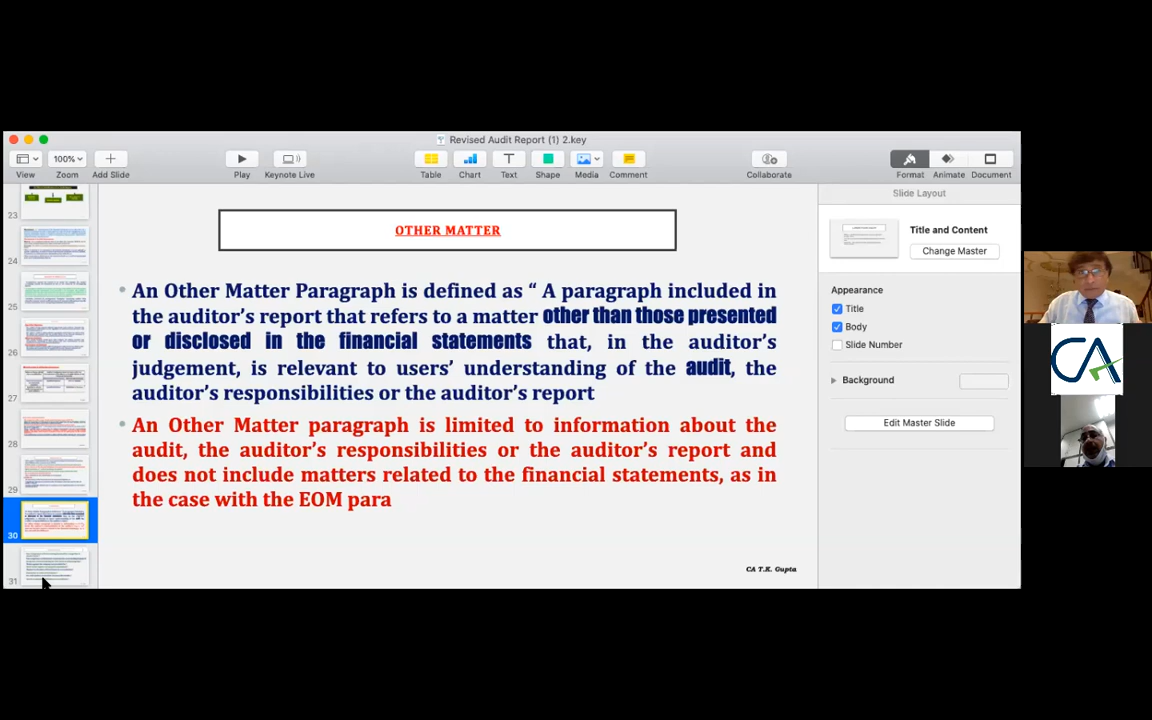 Revised Audit Report (1) 2.key
100%
View
Zoom
Add Slide
Play
Keynote Live
Table
Chart
Text
Shape
Media
Comment
Collaborate
Format
Animate
Document
23
24
25
26
27
28
29
30
31
OTHER MATTER
• An Other Matter Paragraph is defined as “ A paragraph included in
the auditor’s report that refers to a matter other than those presented
or disclosed in the financial statements that, in the auditor’s
judgement, is relevant to users’ understanding of the audit, the
auditor’s responsibilities or the auditor’s report
• An Other Matter paragraph is limited to information about the
audit, the auditor’s responsibilities or the auditor’s report and
does not include matters related to the financial statements, as in
the case with the EOM para
CA T.K. Gupta
Slide Layout
Title and Content
Change Master
Appearance
Title
Body
Slide Number
Background
Edit Master Slide
CA